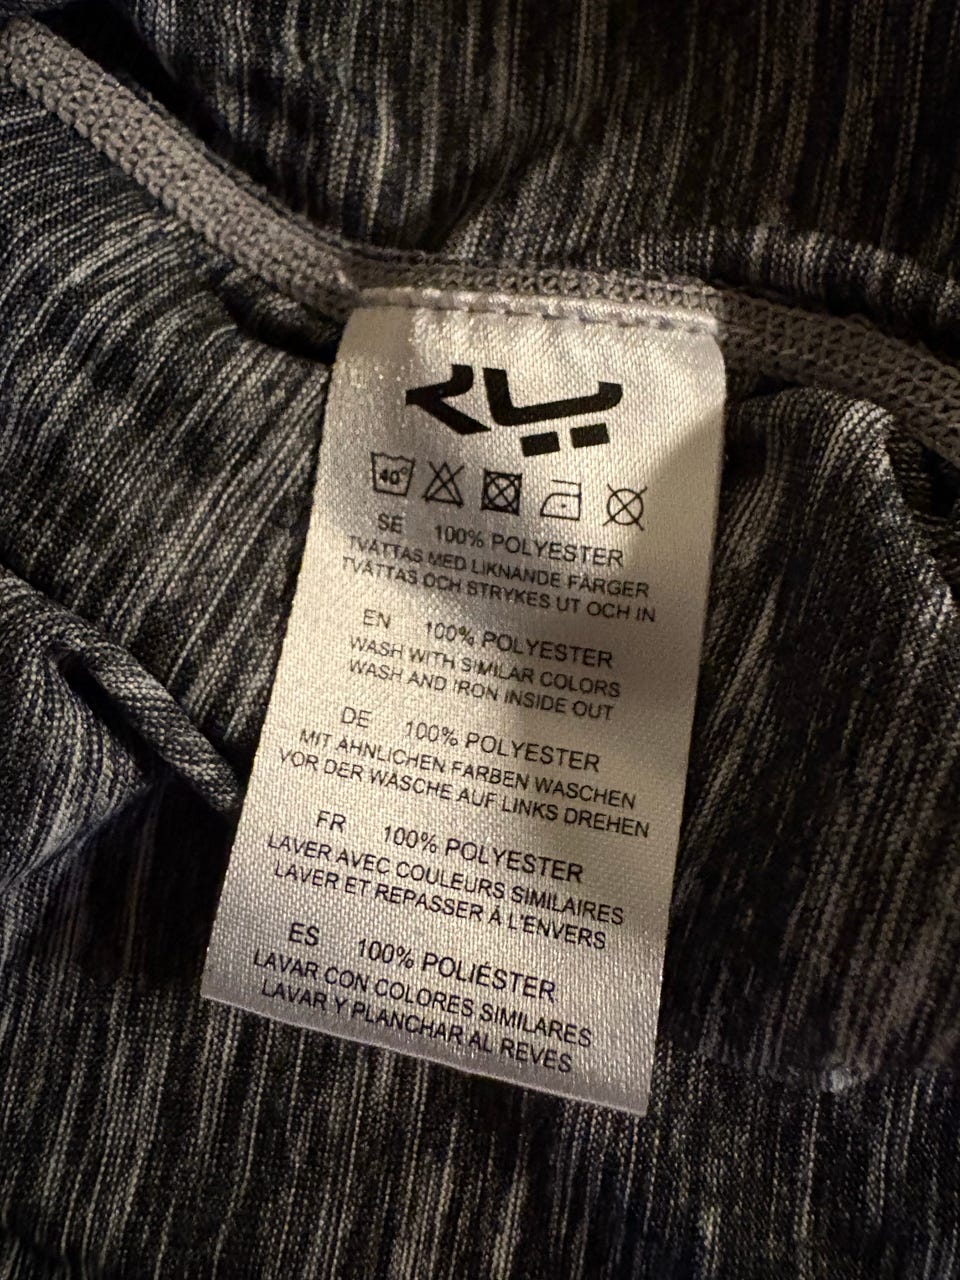 40°
SE 100% POLYESTER
TVÄTTAS MED LIKNANDE FÄRGER
TVÄTTAS OCH STRYKES UT OCH IN
EN 100% POLYESTER
WASH WITH SIMILAR COLORS
WASH AND IRON INSIDE OUT
DE 100% POLYESTER
MIT ÄHNLICHEN FARBEN WASCHEN
VOR DER WÄSCHE AUF LINKS DREHEN
FR 100% POLYESTER
LAVER AVEC COULEURS SIMILAIRES
LAVER ET REPASSER À L'ENVERS
ES 100% POLIÉSTER
LAVAR CON COLORES SIMILARES
LAVAR Y PLANCHAR AL REVÉS